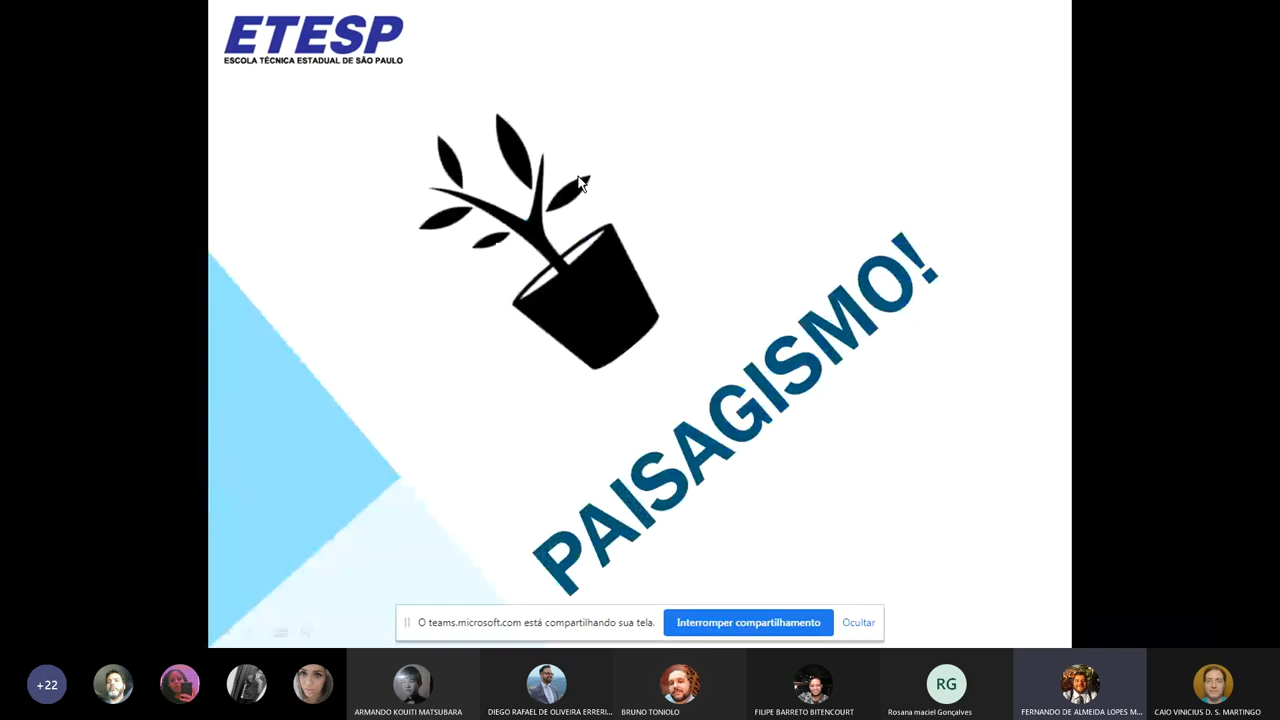 ETESP
ESCOLA TÉCNICA ESTADUAL DE SÃO PAULO
PAISAGISMO!
O teams.microsoft.com está compartilhando sua tela.
Interromper compartilhamento
Ocultar
+22
ARMANDO KOUITI MATSUBARA
DIEGO RAFAEL DE OLIVEIRA ERRERI...
BRUNO TONIOLO
FILIPE BARRETO BITENCOURT
RG
Rosana maciel Gonçalves
FERNANDO DE ALMEIDA LOPES M...
CAIO VINICIUS D. S. MARTINGO